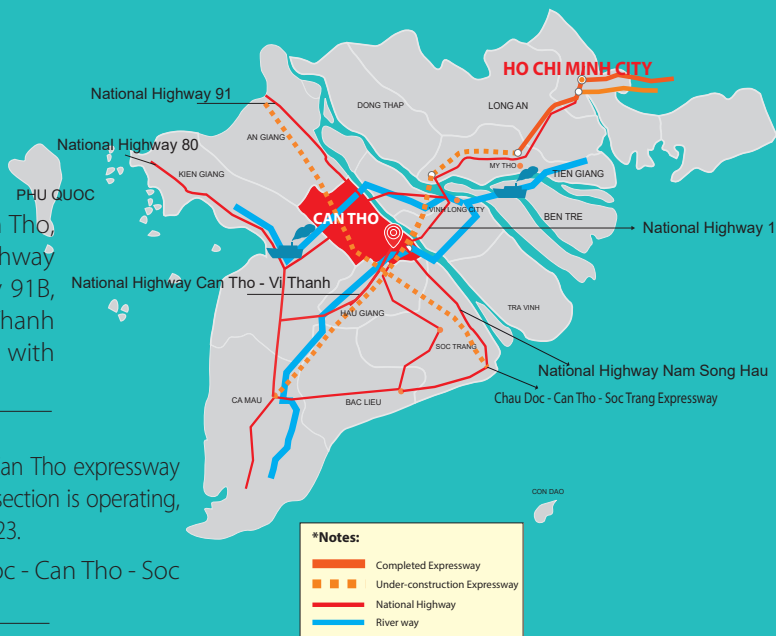 HO CHI MINH CITY
National Highway 91
DONG THAP
LONG AN
AN GIANG
National Highway 80
MY THO
KIEN GIANG
TIEN GIANG
PHU QUOC
VINH LONG CITY
BEN TRE
CAN THO
National Highway 1
Tho,
hway
91B,
hanh
with
National Highway Can Tho - Vi Thanh
HAU GIANG
TRA VINH
SOC TRANG
National Highway Nam Song Hau
Chau Doc - Can Tho - Soc Trang Expressway
CA MAU
BAC LIEU
an Tho expressway
section is operating,
23.
oc - Can Tho - Soc
CON DAO
*Notes:
Completed Expressway
Under-construction Expressway
National Highway
River way